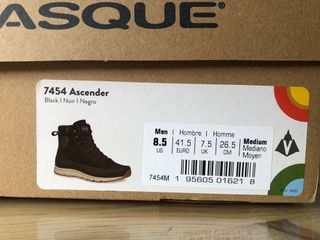 ASQUE
7454 Ascender
Black | Noir | Negro
Men | Hombre | Homme
8.5 41.5 7.5 26.5 Medium
US EURO UK CM Mediano
Moyen
7454M 1 95605 01621 8